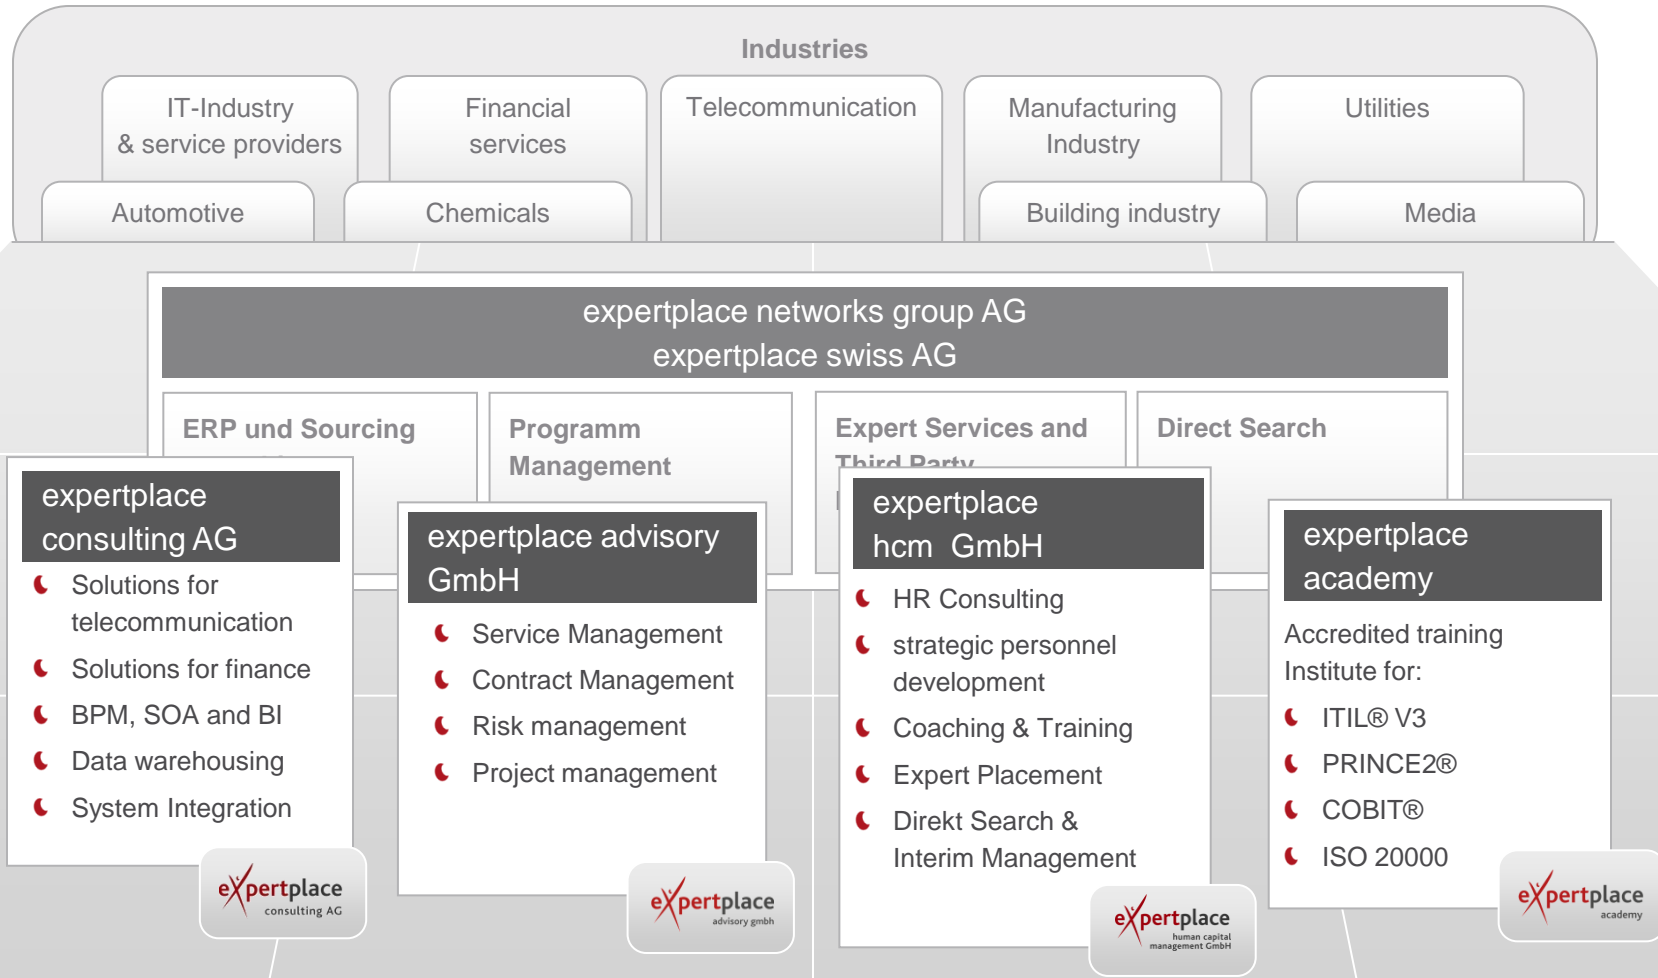 Industries
IT-Industry
& service providers
Financial
services
Telecommunication
Manufacturing
Industry
Utilities
Automotive
Chemicals
Building industry
Media
expertplace networks group AG
expertplace swiss AG
ERP und Sourcing
Programm
Management
Expert Services and
Third Party
Direct Search
expertplace
consulting AG
Solutions for
telecommunication
Solutions for finance
BPM, SOA and BI
Data warehousing
System Integration
expertplace
consulting AG
expertplace advisory
GmbH
Service Management
Contract Management
Risk management
Project management
expertplace
advisory gmbh
expertplace
hcm GmbH
HR Consulting
strategic personnel
development
Coaching & Training
Expert Placement
Direkt Search &
Interim Management
expertplace
human capital
management GmbH
expertplace
academy
Accredited training
Institute for:
ITIL® V3
PRINCE2®
COBIT®
ISO 20000
expertplace
academy